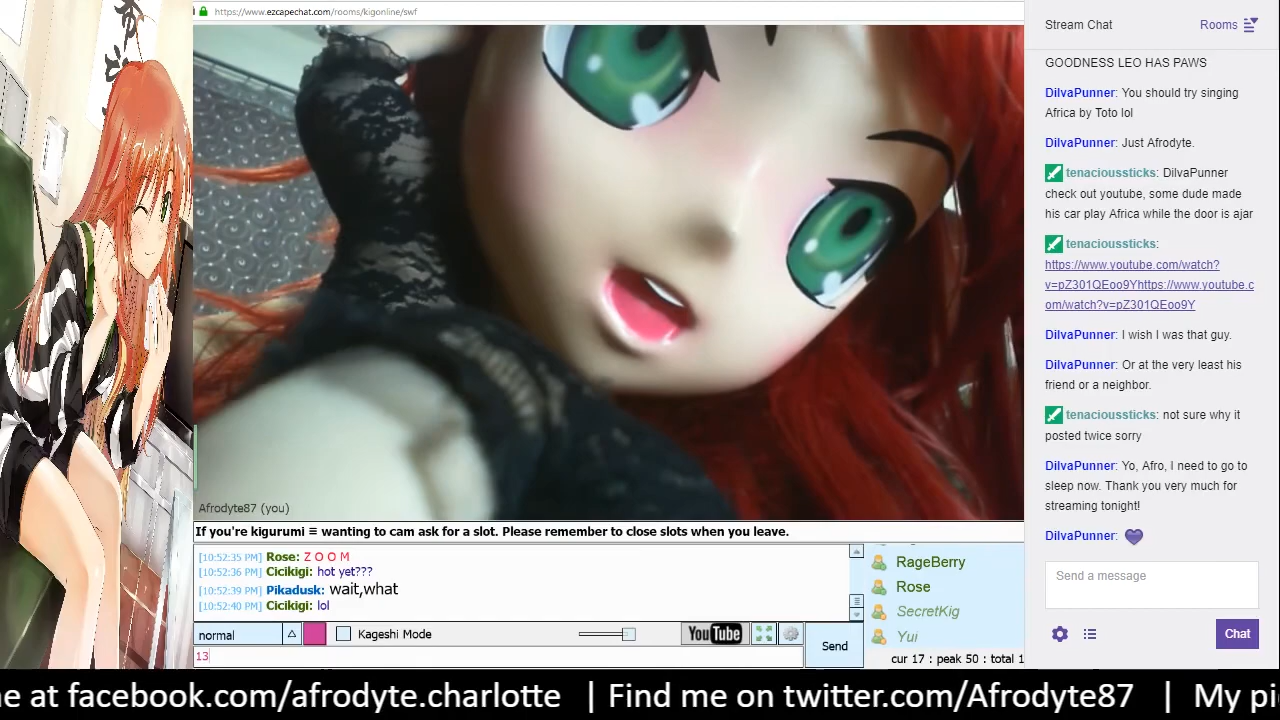 https://www.ezcapechat.com/rooms/kigonline/swf
Afrodyte87 (you)
If you're kigurumi ≡ wanting to cam ask for a slot. Please remember to close slots when you leave.
[10:52:35 PM] Rose: Z O O M
[10:52:36 PM] Cicikigi: hot yet???
[10:52:39 PM] Pikadusk: wait,what
[10:52:40 PM] Cicikigi: lol
normal
Kageshi Mode
YouTube
Send
13
RageBerry
Rose
SecretKig
Yui
cur 17 : peak 50 : total 1
Stream Chat
Rooms
GOODNESS LEO HAS PAWS
DilvaPunner: You should try singing
Africa by Toto lol
DilvaPunner: Just Afrodyte.
tenacioussticks: DilvaPunner
check out youtube, some dude made
his car play Africa while the door is ajar
tenacioussticks:
https://www.youtube.com/watch?
v=pZ301QEoo9Yhttps://www.youtube.c
om/watch?v=pZ301QEoo9Y
DilvaPunner: I wish I was that guy.
DilvaPunner: Or at the very least his
friend or a neighbor.
tenacioussticks: not sure why it
posted twice sorry
DilvaPunner: Yo, Afro, I need to go to
sleep now. Thank you very much for
streaming tonight!
DilvaPunner: 💜
Send a message
Chat
ne at facebook.com/afrodyte.charlotte | Find me on twitter.com/Afrodyte87 | My pi